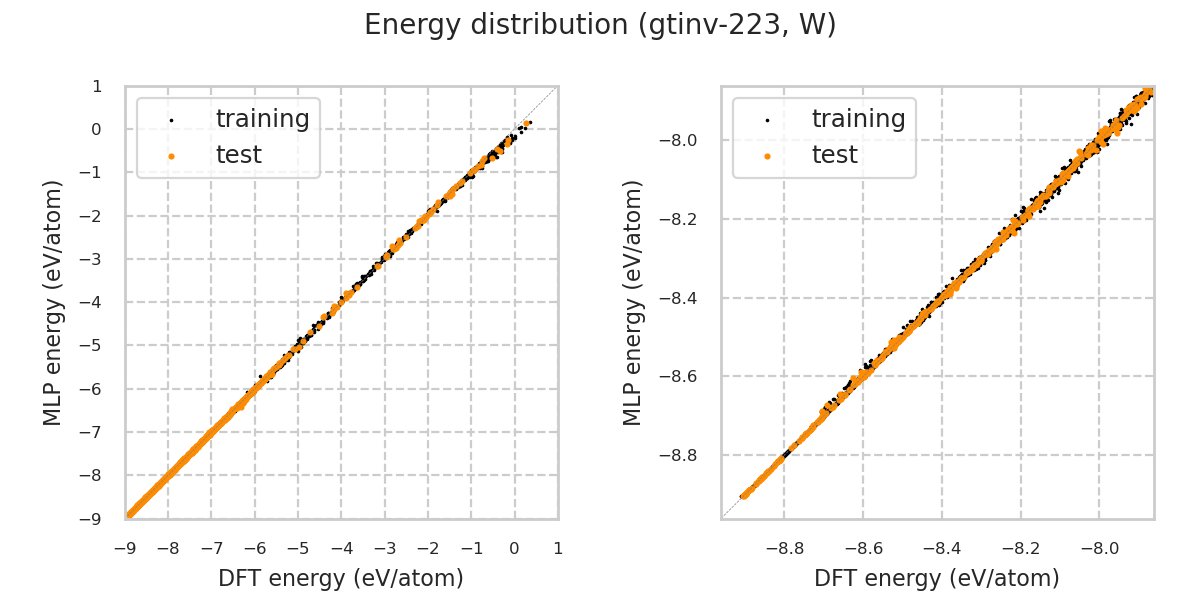 Energy distribution (gtinv-223, W)
training
test
1
0
−1
−2
−3
−4
−5
−6
−7
−8
−9
MLP energy (eV/atom)
−9 −8 −7 −6 −5 −4 −3 −2 −1 0 1
DFT energy (eV/atom)
training
test
−8.0
−8.2
−8.4
−8.6
−8.8
MLP energy (eV/atom)
−8.8 −8.6 −8.4 −8.2 −8.0
DFT energy (eV/atom)